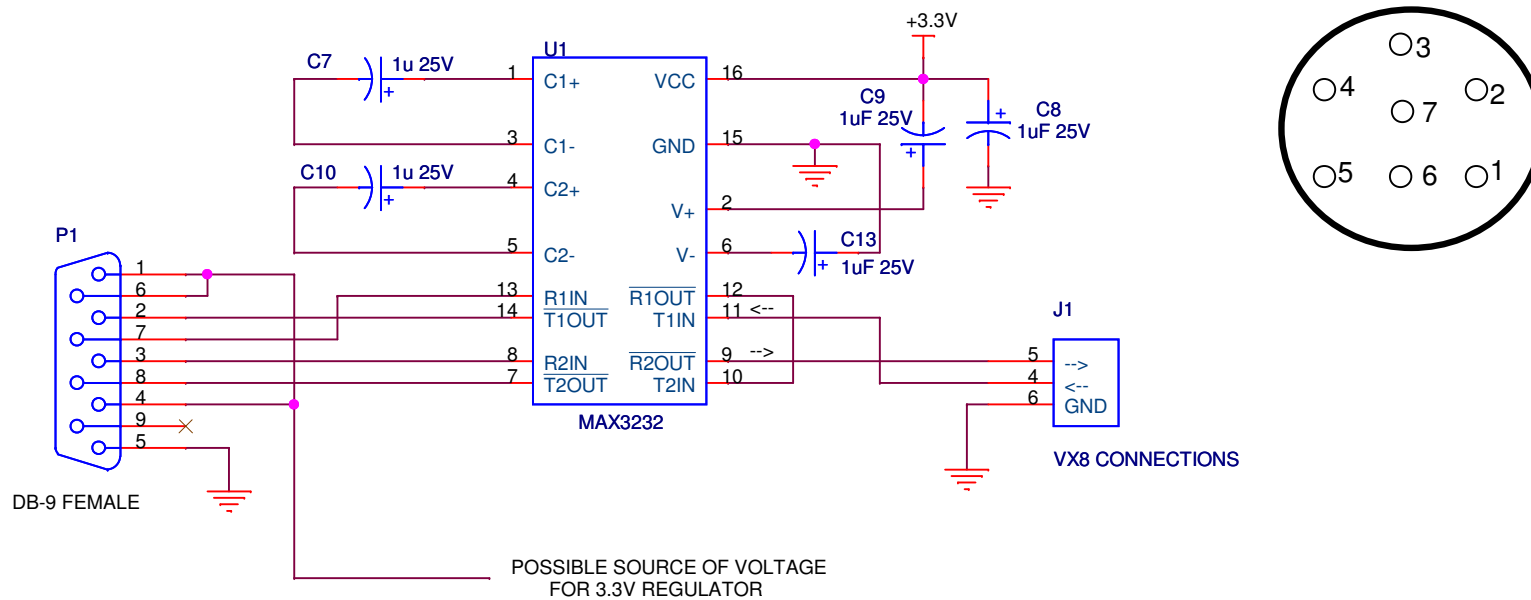 +3.3V
U1
C7
1u 25V
1
C1+
VCC
16
C9
1uF 25V
C8
1uF 25V
+
+
+
3
C1-
GND
15
C10
1u 25V
4
C2+
+
V+
2
5
C2-
V-
6
C13
+
1uF 25V
P1
1
6
2
7
3
8
4
9
5
13
R1IN
R1OUT
12
14
T1OUT
T1IN
11
<--
8
R2IN
R2OUT
9
-->
7
T2OUT
T2IN
10
MAX3232
J1
5
-->
4
<--
6
GND
VX8 CONNECTIONS
DB-9 FEMALE
POSSIBLE SOURCE OF VOLTAGE
FOR 3.3V REGULATOR
3
4
2
7
5
6
1